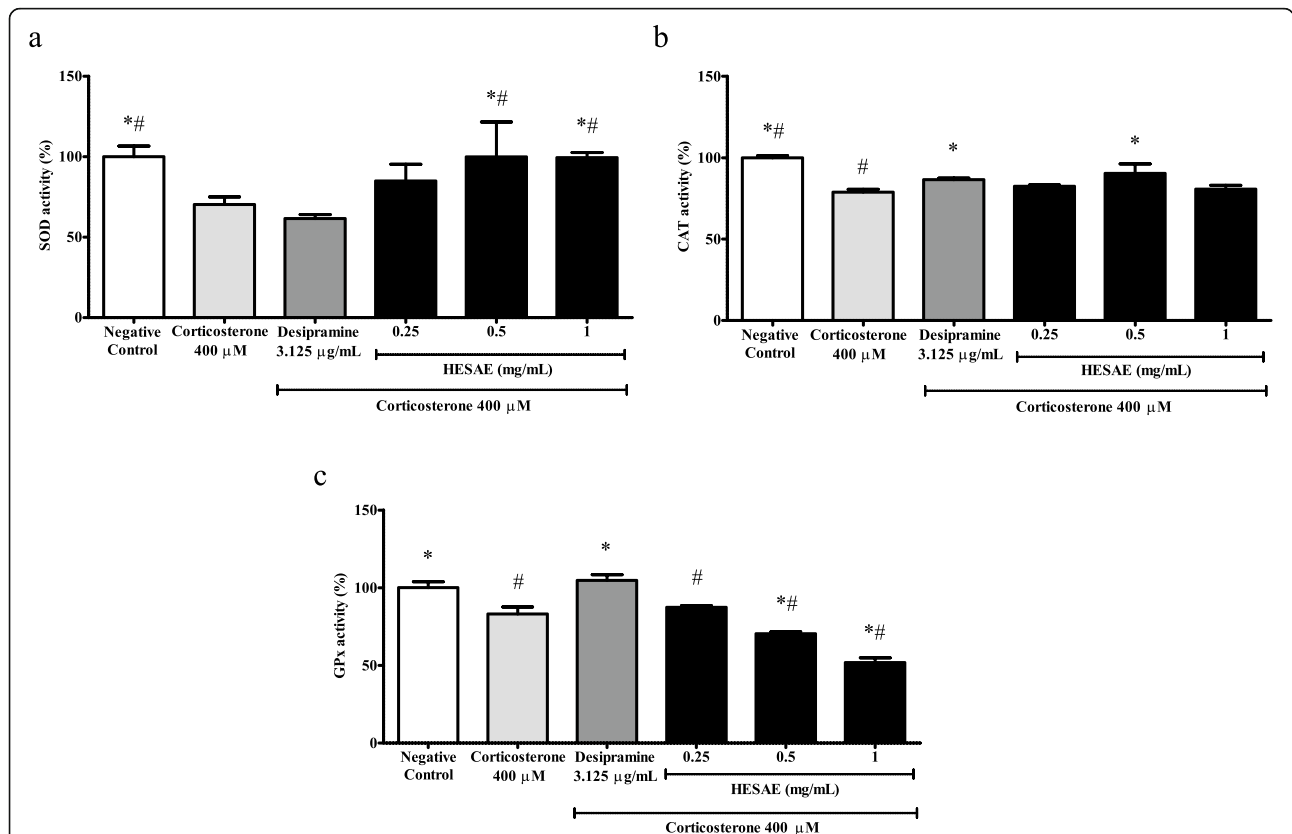 a
150
100
50
0
SOD activity (%)
*#
*#
*#
Negative Control
Corticosterone 400 μM
Desipramine 3.125 μg/mL
0.25
0.5
1
HESAE (mg/mL)
Corticosterone 400 μM
b
150
100
50
0
CAT activity (%)
*#
#
*
*
Negative Control
Corticosterone 400 μM
Desipramine 3.125 μg/mL
0.25
0.5
1
HESAE (mg/mL)
Corticosterone 400 μM
c
150
100
50
0
GPx activity (%)
*
#
*
#
*#
*#
Negative Control
Corticosterone 400 μM
Desipramine 3.125 μg/mL
0.25
0.5
1
HESAE (mg/mL)
Corticosterone 400 μM